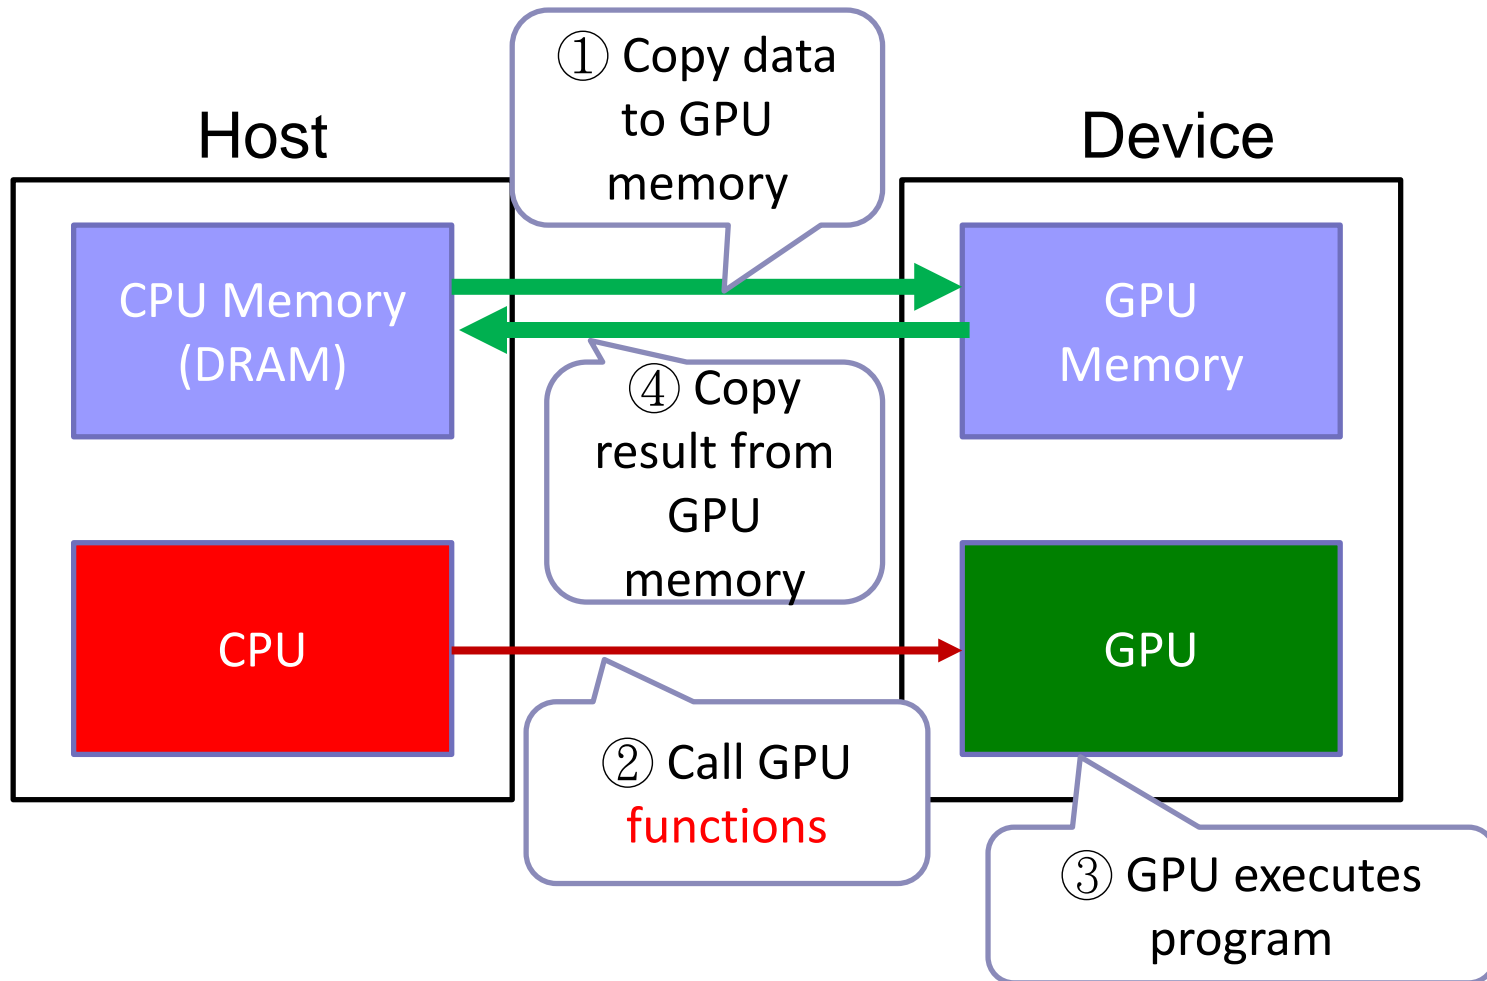 ① Copy data
to GPU
memory
Host
Device
CPU Memory
(DRAM)
GPU
Memory
④ Copy
result from
GPU
memory
CPU
GPU
② Call GPU
functions
③ GPU executes
program